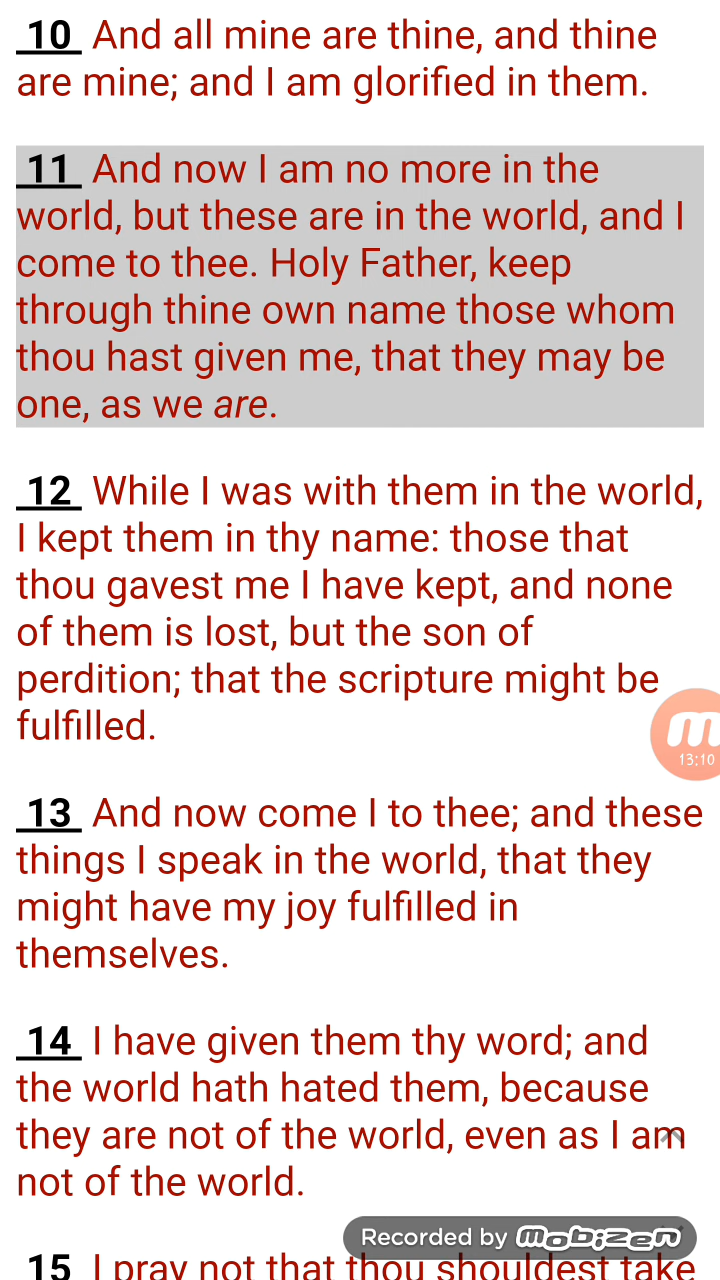 10 And all mine are thine, and thine
are mine; and I am glorified in them.
11 And now I am no more in the
world, but these are in the world, and I
come to thee. Holy Father, keep
through thine own name those whom
thou hast given me, that they may be
one, as we are.
12 While I was with them in the world,
I kept them in thy name: those that
thou gavest me I have kept, and none
of them is lost, but the son of
perdition; that the scripture might be
fulfilled.
13:10
13 And now come I to thee; and these
things I speak in the world, that they
might have my joy fulfilled in
themselves.
14 I have given them thy word; and
the world hath hated them, because
they are not of the world, even as I am
not of the world.
Recorded by mobizen
15 I pray not that thou shouldest take